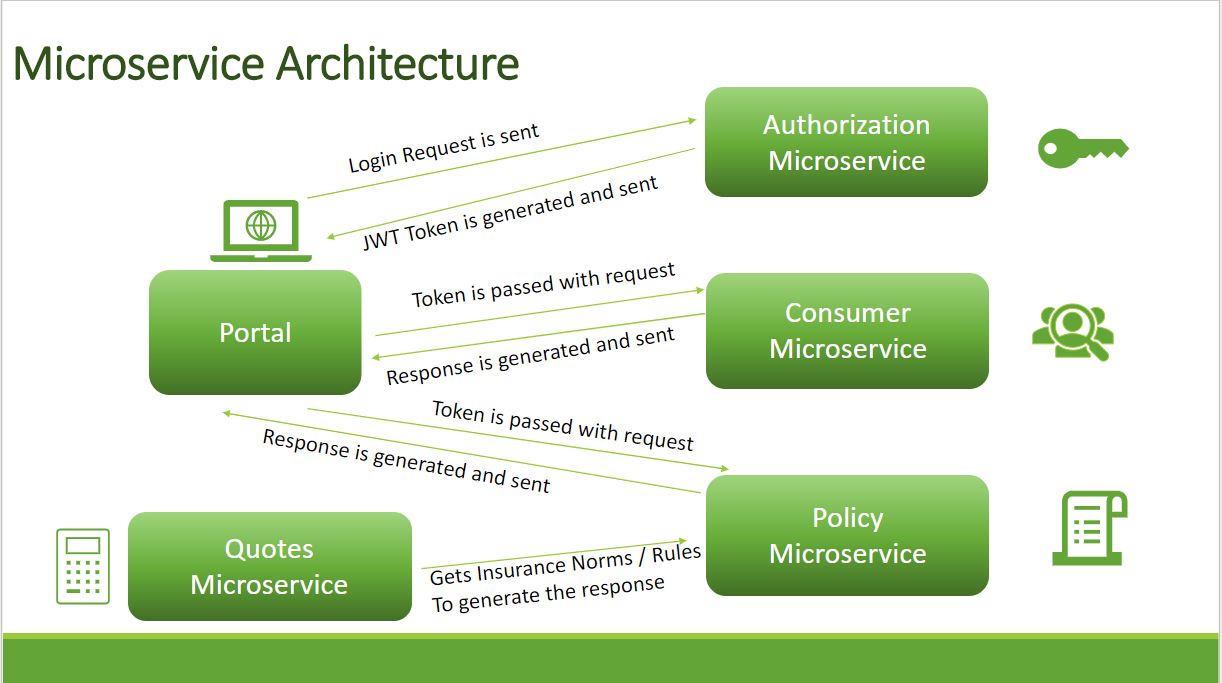 Microservice Architecture
Login Request is sent
JWT Token is generated and sent
Authorization
Microservice
Portal
Token is passed with request
Response is generated and sent
Consumer
Microservice
Token is passed with request
Response is generated and sent
Policy
Microservice
Quotes
Microservice
Gets Insurance Norms / Rules
To generate the response